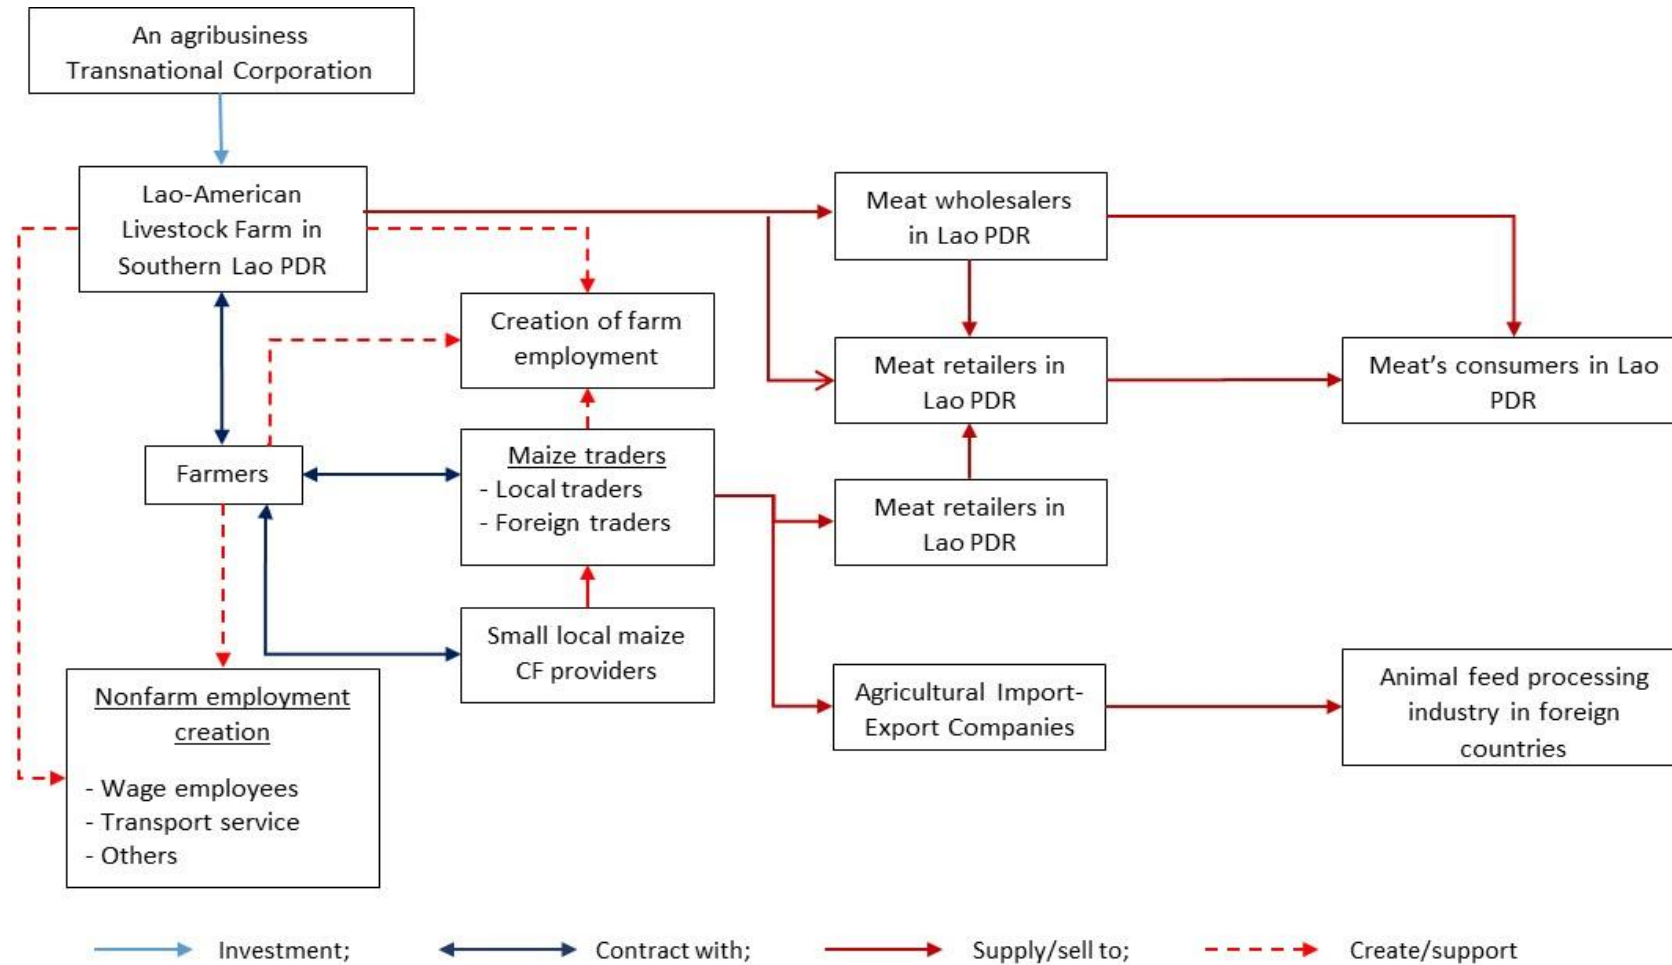 An agribusiness
Transnational Corporation
Lao-American
Livestock Farm in
Southern Lao PDR
Meat wholesalers
in Lao PDR
Creation of farm
employment
Meat retailers in
Lao PDR
Meat's consumers in Lao
PDR
Farmers
Maize traders
- Local traders
- Foreign traders
Meat retailers in
Lao PDR
Small local maize
CF providers
Nonfarm employment
creation
- Wage employees
- Transport service
- Others
Agricultural Import-
Export Companies
Animal feed processing
industry in foreign
countries
Investment;
Contract with;
Supply/sell to;
Create/support